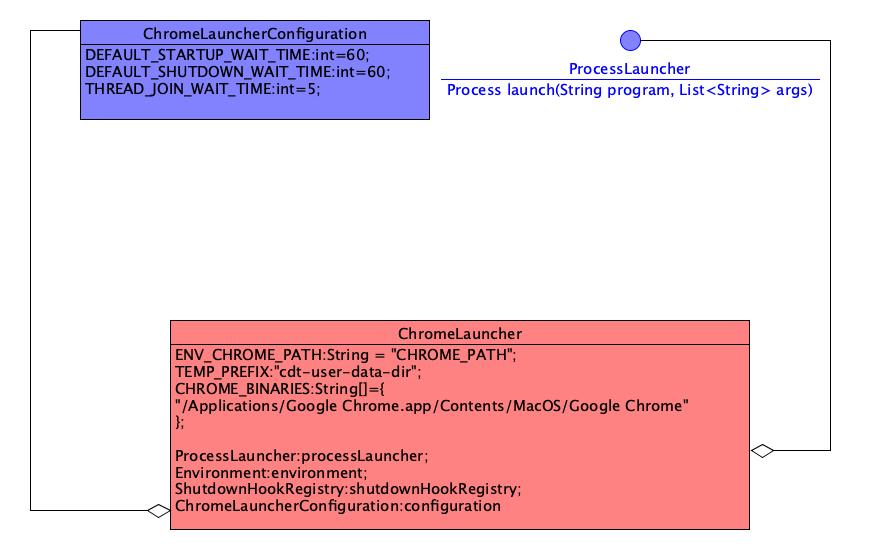 ChromeLauncherConfiguration
DEFAULT_STARTUP_WAIT_TIME:int=60;
DEFAULT_SHUTDOWN_WAIT_TIME:int=60;
THREAD_JOIN_WAIT_TIME:int=5;
ProcessLauncher
Process launch(String program, List<String> args)
ChromeLauncher
ENV_CHROME_PATH:String = "CHROME_PATH";
TEMP_PREFIX:"cdt-user-data-dir";
CHROME_BINARIES:String[]={
"/Applications/Google Chrome.app/Contents/MacOS/Google Chrome"
};
ProcessLauncher:processLauncher;
Environment:environment;
ShutdownHookRegistry:shutdownHookRegistry;
ChromeLauncherConfiguration:configuration